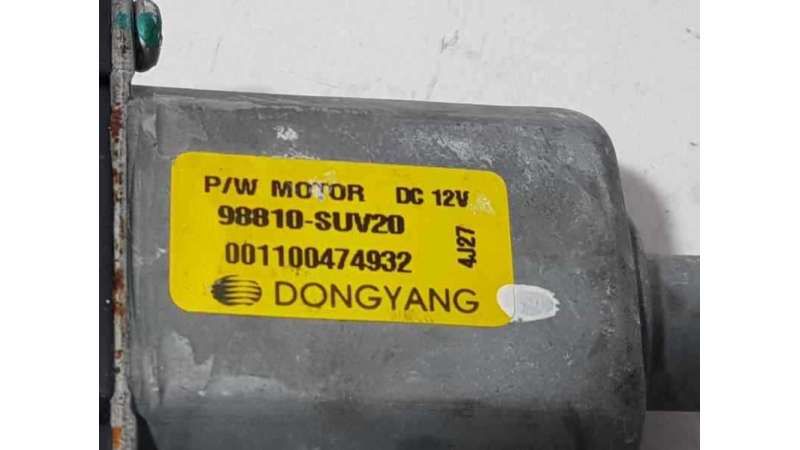 P/W MOTOR DC 12V
98810-SUV20
001100474932
4J27
DONGYANG